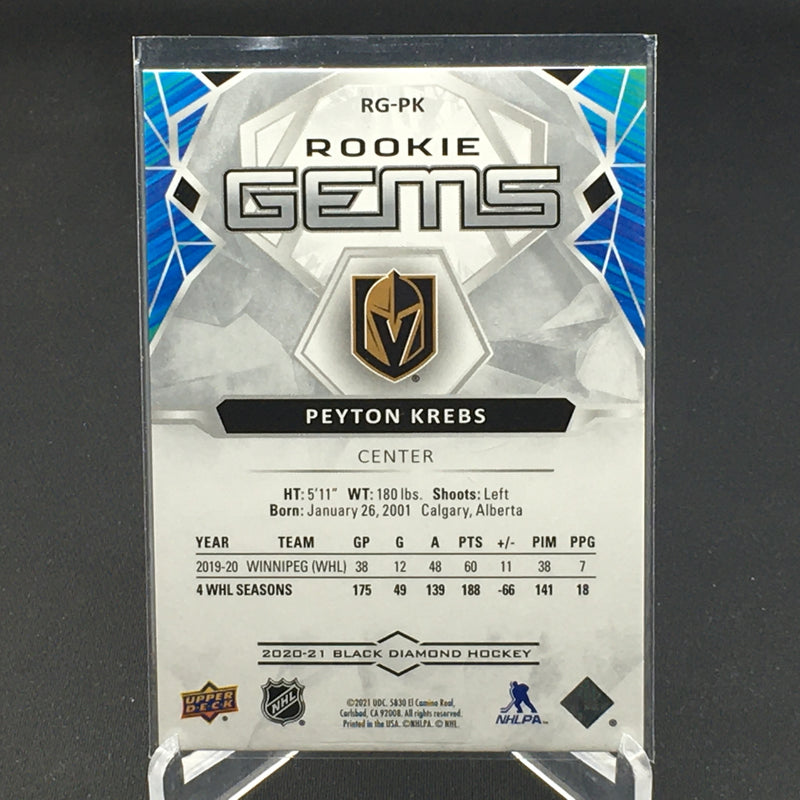 RG-PK
ROOKIE
GEMS
V
®
PEYTON KREBS
CENTER
HT: 5'11" WT: 180 lbs. Shoots: Left
Born: January 26, 2001 Calgary, Alberta
YEAR TEAM GP G A PTS +/- PIM PPG
2019-20 WINNIPEG (WHL) 38 12 48 60 11 38 7
4 WHL SEASONS 175 49 139 188 -66 141 18
2020-21 BLACK DIAMOND HOCKEY
UPPER DECK ®
NHL ®
©2021 UDC. 5830 El Camino Real,
Carlsbad, CA 92008. All rights reserved.
Printed in the USA. ©NHLPA. © NHL.
NHLPA™
®